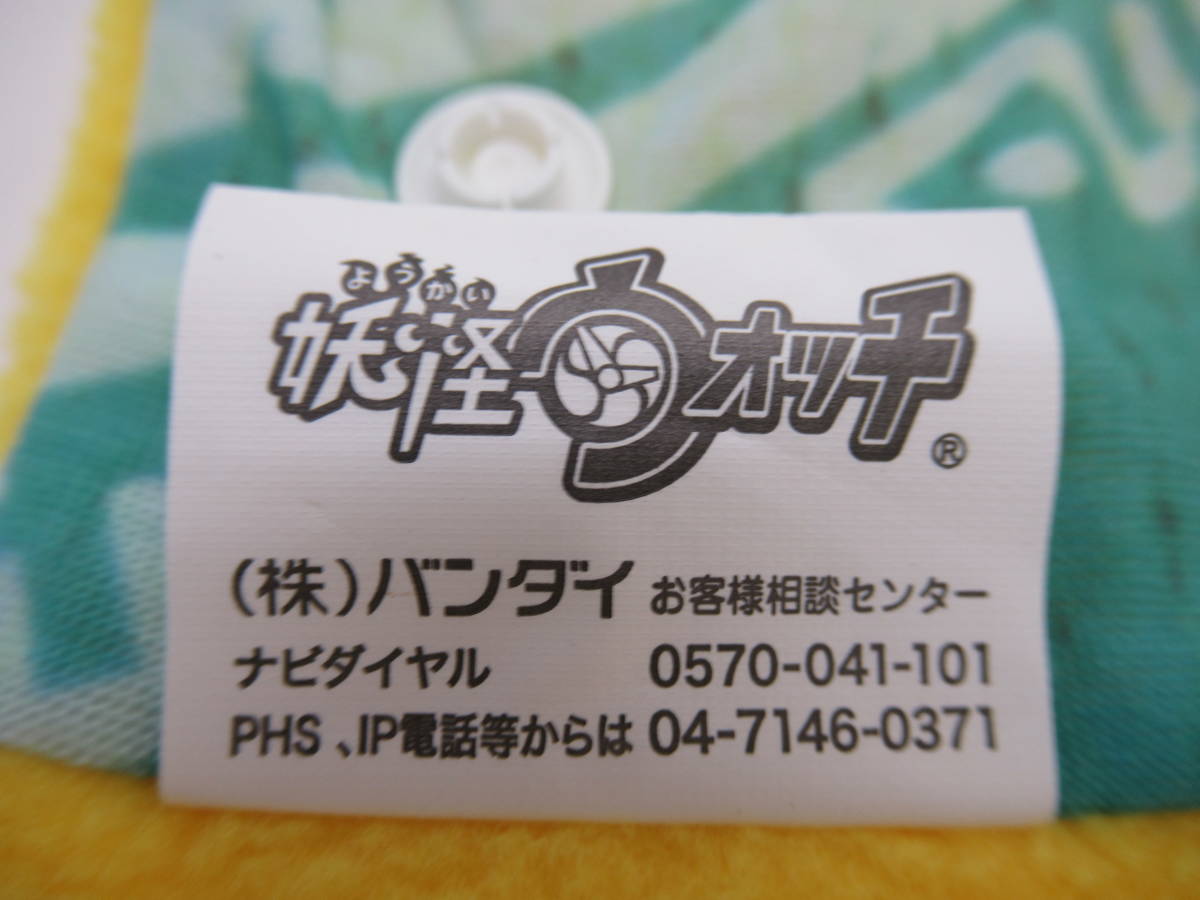 ようかい
妖怪ウォッチ®
(株)バンダイ お客様相談センター
ナビダイヤル 0570-041-101
PHS、IP電話等からは 04-7146-0371